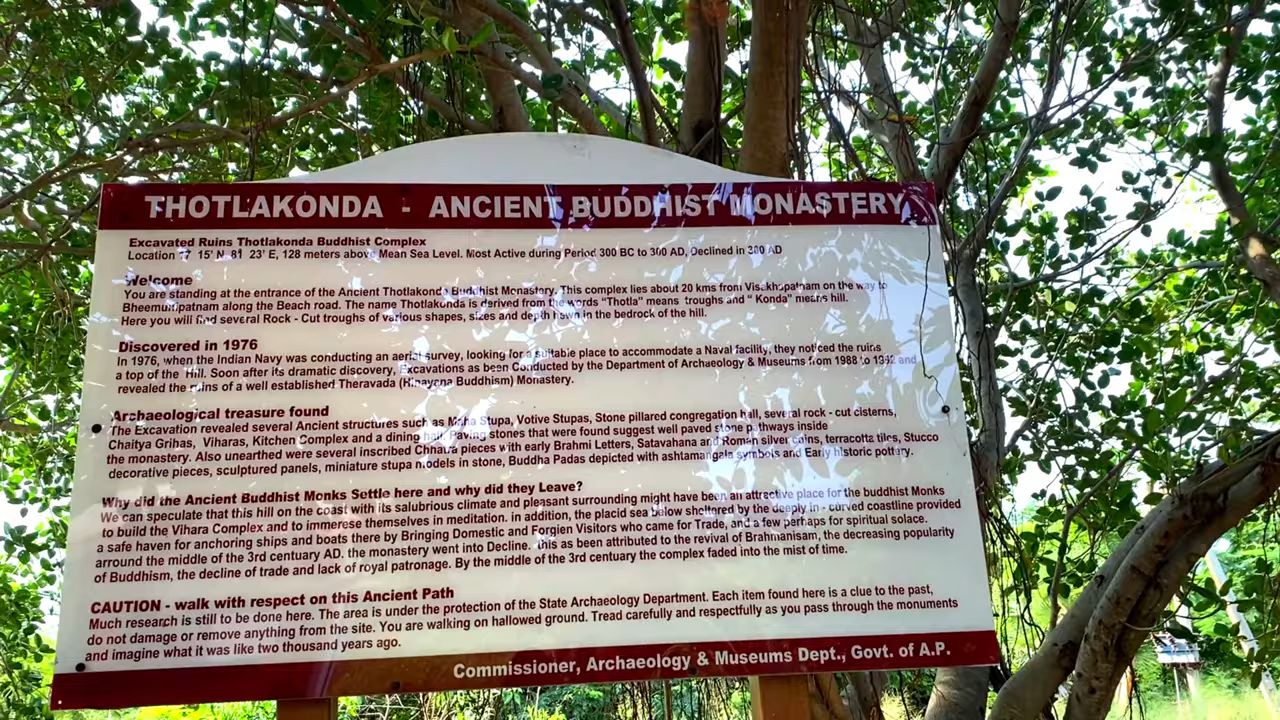 THOTLAKONDA - ANCIENT BUDDHIST MONASTERY
Excavated Ruins Thotlakonda Buddhist Complex
Location 17 15' N 81 23' E, 128 meters above Mean Sea Level. Most Active during Period 300 BC to 300 AD, Declined in 300 AD
Welcome
You are standing at the entrance of the Ancient Thotlakonda Buddhist Monastery. This complex lies about 20 kms from Visakhapatnam on the way to
Bheemunipatnam along the Beach road. The name Thotlakonda is derived from the words "Thotla" means troughs and " Konda" means hill.
Here you will find several Rock - Cut troughs of various shapes, sizes and depth hewn in the bedrock of the hill.
Discovered in 1976
In 1976, when the Indian Navy was conducting an aerial survey, looking for a suitable place to accommodate a Naval facility, they noticed the ruins
a top of the Hill. Soon after its dramatic discovery, Excavations as been Conducted by the Department of Archaeology & Museums from 1988 to and
revealed the ruins of a well established Theravada (Hinayana Buddhism) Monastery.
Archaeological treasure found
The Excavation revealed several Ancient structures such as Maha Stupa, Votive Stupas, Stone pillared congregation hall, several rock - cut cisterns,
Chaitya Grihas, Viharas, Kitchen Complex and a dining hall. Paving stones that were found suggest well paved stone pathways inside
the monastery. Also unearthed were several inscribed Chhatra pieces with early Brahmi Letters, Satavahana and Roman silver coins, terracotta tiles, Stucco
decorative pieces, sculptured panels, miniature stupa models in stone, Buddha Padas depicted with ashtamangala symbols and Early historic pottery.
Why did the Ancient Buddhist Monks Settle here and why did they Leave?
We can speculate that this hill on the coast with its salubrious climate and pleasant surrounding might have been an attractive place for the buddhist Monks
to build the Vihara Complex and to immerese themselves in meditation. in addition, the placid sea below sheltered by the deeply in - curved coastline provided
a safe haven for anchoring ships and boats there by Bringing Domestic and Forgien Visitors who came for Trade, and a few perhaps for spiritual solace.
arround the middle of the 3rd century AD. the monastery went into Decline. this as been attributed to the revival of Brahmanisam, the decreasing popularity
of Buddhism, the decline of trade and lack of royal patronage. By the middle of the 3rd century the complex faded into the mist of time.
CAUTION - walk with respect on this Ancient Path
Much research is still to be done here. The area is under the protection of the State Archaeology Department. Each item found here is a clue to the past,
do not damage or remove anything from the site. You are walking on hallowed ground. Tread carefully and respectfully as you pass through the monuments
and imagine what it was like two thousand years ago.
Commissioner, Archaeology & Museums Dept., Govt. of A.P.